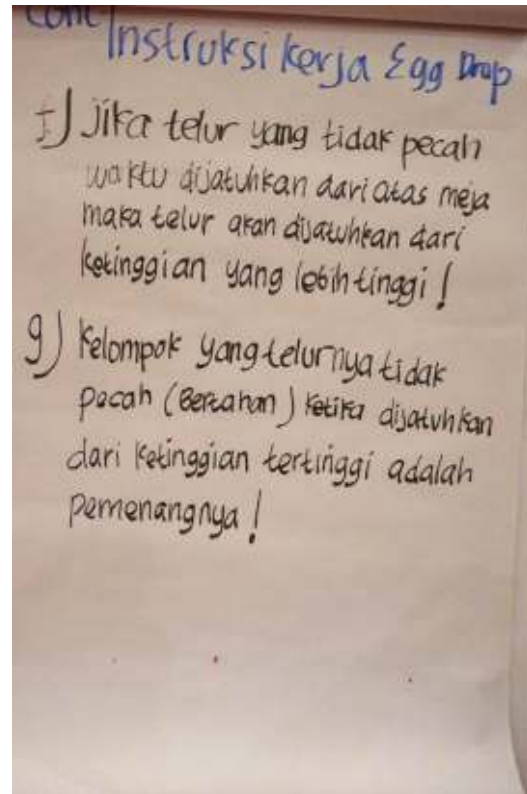 Cont Instruksi kerja Egg Drop
f) Jika telur yang tidak pecah
waktu dijatuhkan dari atas meja
maka telur akan dijatuhkan dari
ketinggian yang lebih tinggi!
g) Kelompok yang telurnya tidak
pecah (Bertahan) ketika dijatuhkan
dari ketinggian tertinggi adalah
pemenangnya!